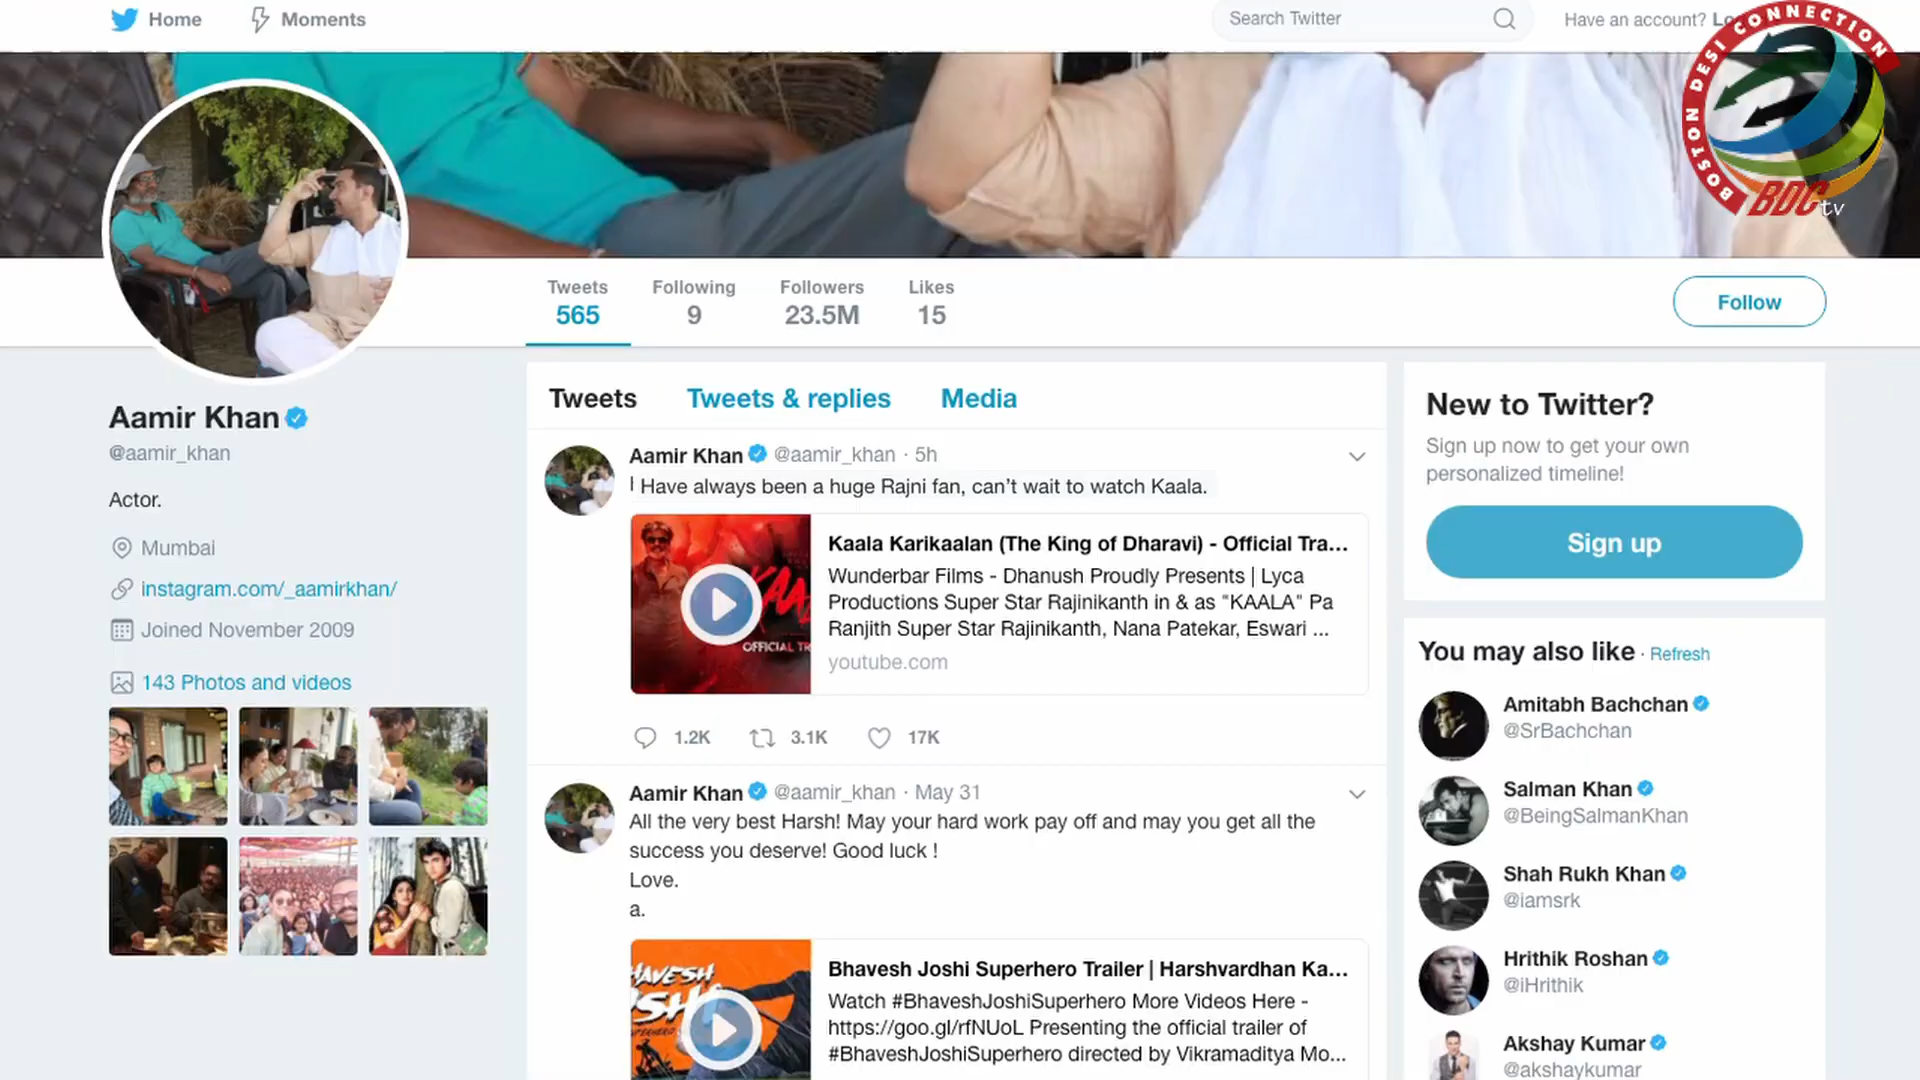 Home
Moments
Search Twitter
Have an account? Lo
BOSTON DESI CONNECTION
BDC tv
Tweets
565
Following
9
Followers
23.5M
Likes
15
Follow
Aamir Khan
@aamir_khan
Actor.
Mumbai
instagram.com/_aamirkhan/
Joined November 2009
143 Photos and videos
Tweets
Tweets & replies
Media
Aamir Khan @aamir_khan · 5h
I Have always been a huge Rajni fan, can't wait to watch Kaala.
OFFICIAL TR
Kaala Karikaalan (The King of Dharavi) - Official Tra...
Wunderbar Films - Dhanush Proudly Presents | Lyca
Productions Super Star Rajinikanth in & as "KAALA" Pa
Ranjith Super Star Rajinikanth, Nana Patekar, Eswari ...
youtube.com
1.2K
3.1K
17K
Aamir Khan @aamir_khan · May 31
All the very best Harsh! May your hard work pay off and may you get all the
success you deserve! Good luck !
Love.
a.
Bhavesh Joshi Superhero Trailer | Harshvardhan Ka...
Watch #BhaveshJoshiSuperhero More Videos Here -
https://goo.gl/rfNUoL Presenting the official trailer of
#BhaveshJoshiSuperhero directed by Vikramaditya Mo...
New to Twitter?
Sign up now to get your own
personalized timeline!
Sign up
You may also like · Refresh
Amitabh Bachchan
@SrBachchan
Salman Khan
@BeingSalmanKhan
Shah Rukh Khan
@iamsrk
Hrithik Roshan
@iHrithik
Akshay Kumar
@akshaykumar